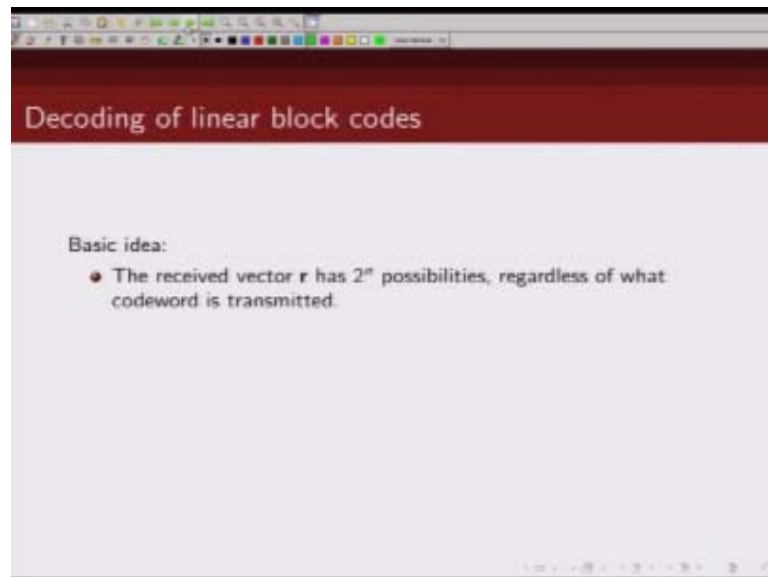 Decoding of linear block codes
Basic idea:
The received vector r has 2ⁿ possibilities, regardless of what
codeword is transmitted.